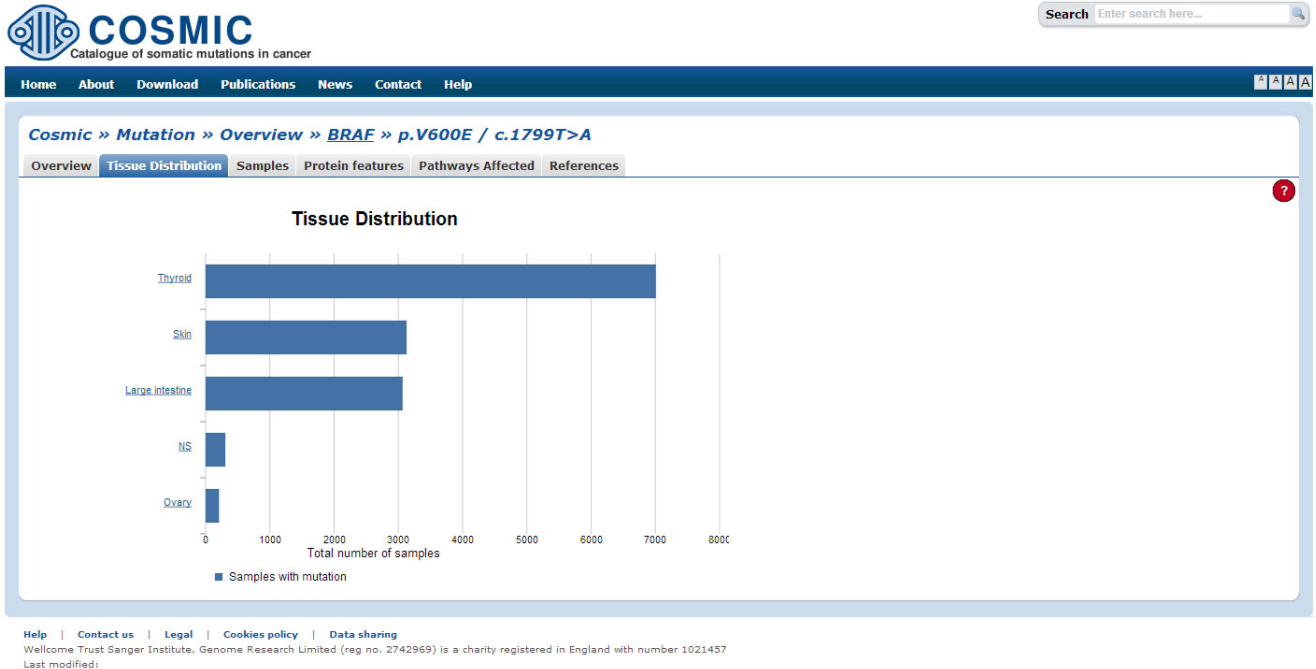 COSMIC
Catalogue of somatic mutations in cancer
Search Enter search here...
Home About Download Publications News Contact Help
A A A A
Cosmic » Mutation » Overview » BRAF » p.V600E / c.1799T>A
Overview Tissue Distribution Samples Protein features Pathways Affected References
?
Tissue Distribution
Thyroid
Skin
Large intestine
NS
Ovary
0 1000 2000 3000 4000 5000 6000 7000 8000
Total number of samples
Samples with mutation
Help | Contact us | Legal | Cookies policy | Data sharing
Wellcome Trust Sanger Institute, Genome Research Limited (reg no. 2742969) is a charity registered in England with number 1021457
Last modified: